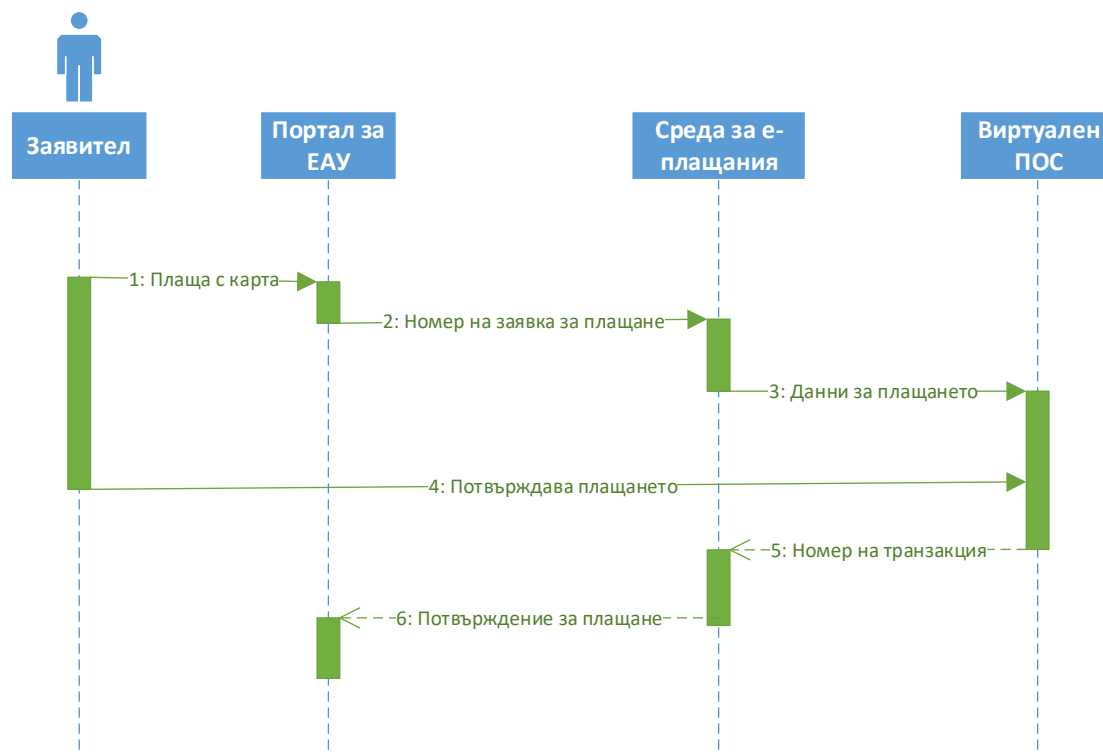 Заявител
Портал за
ЕАУ
Среда за е-
плащания
Виртуален
ПОС
1: Плаща с карта
2: Номер на заявка за плащане
3: Данни за плащането
4: Потвърждава плащането
5: Номер на транзакция
6: Потвърждение за плащане